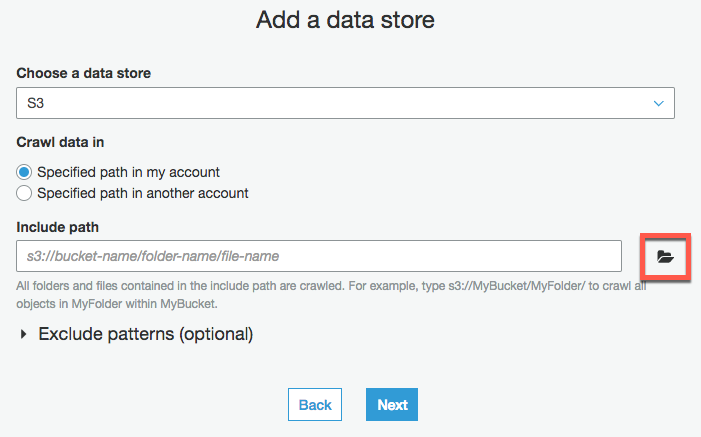 Add a data store
Choose a data store
S3
Crawl data in
Specified path in my account
Specified path in another account
Include path
s3://bucket-name/folder-name/file-name
All folders and files contained in the include path are crawled. For example, type s3://MyBucket/MyFolder/ to crawl all
objects in MyFolder within MyBucket.
Exclude patterns (optional)
Back Next